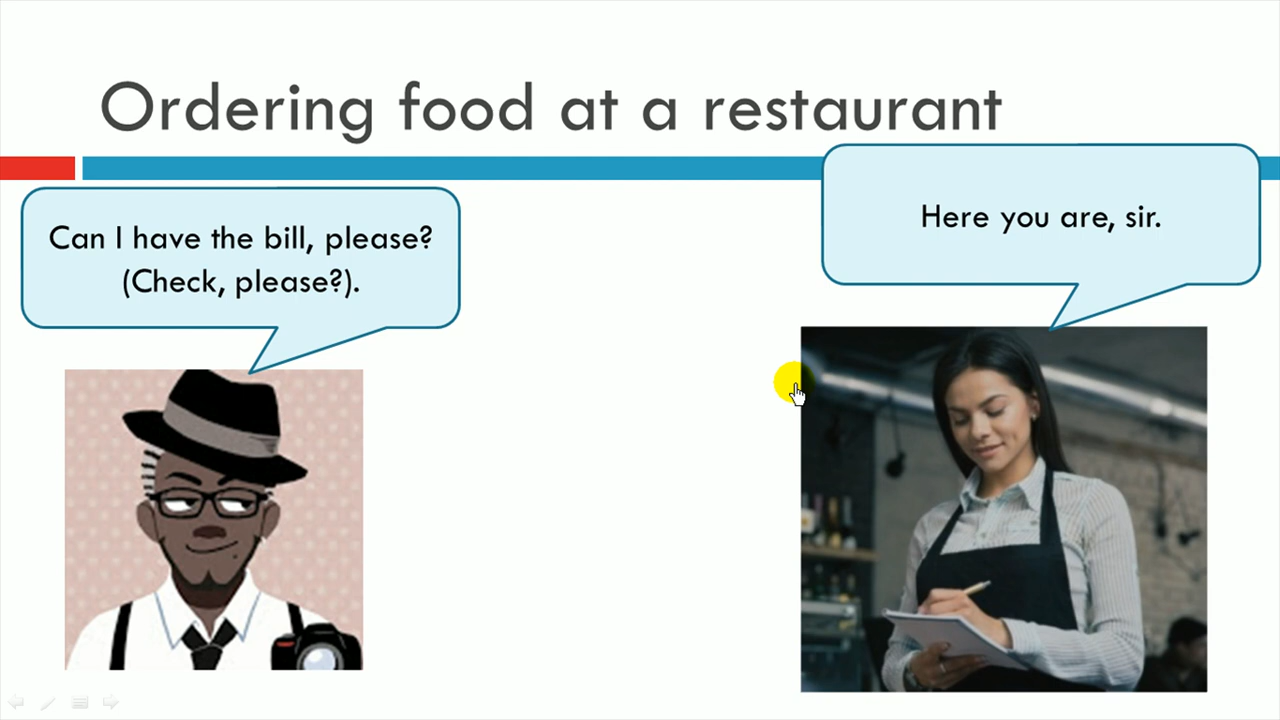 Ordering food at a restaurant
Can I have the bill, please?
(Check, please?).
Here you are, sir.